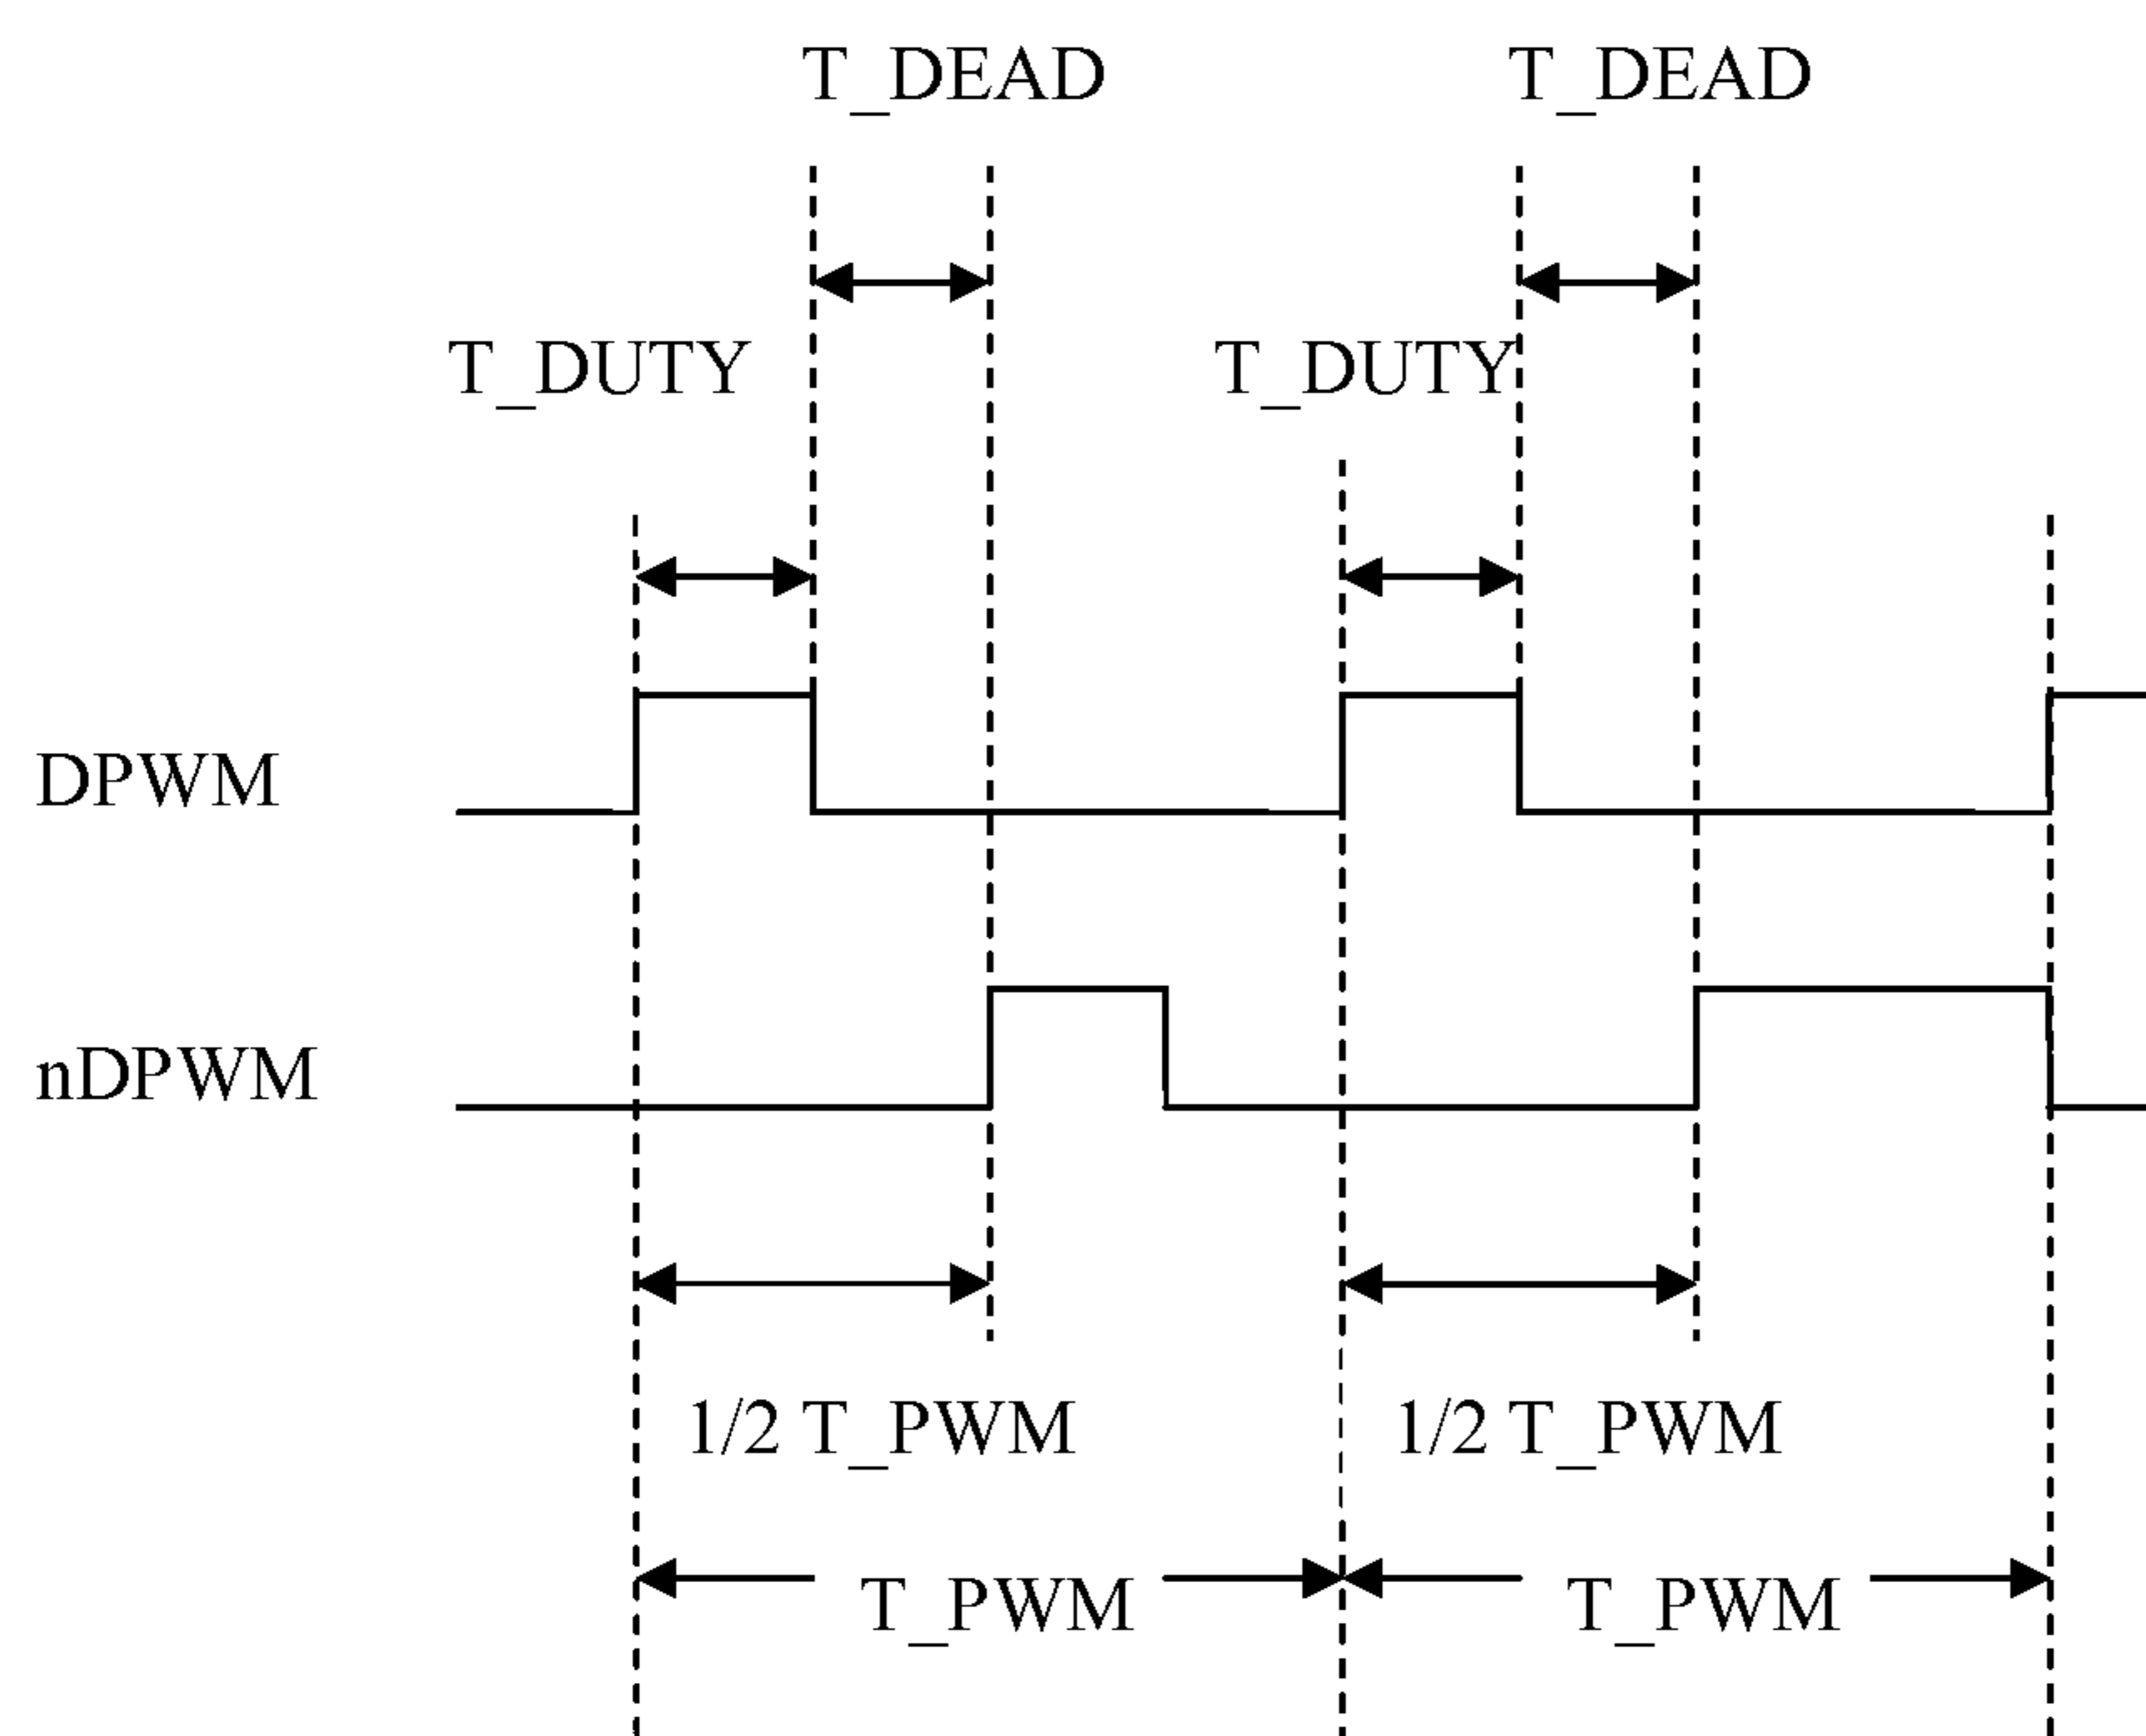 T_DEAD T_DEAD
T_DUTY T_DUTY
DPWM
nDPWM
1/2 T_PWM 1/2 T_PWM
T_PWM T_PWM